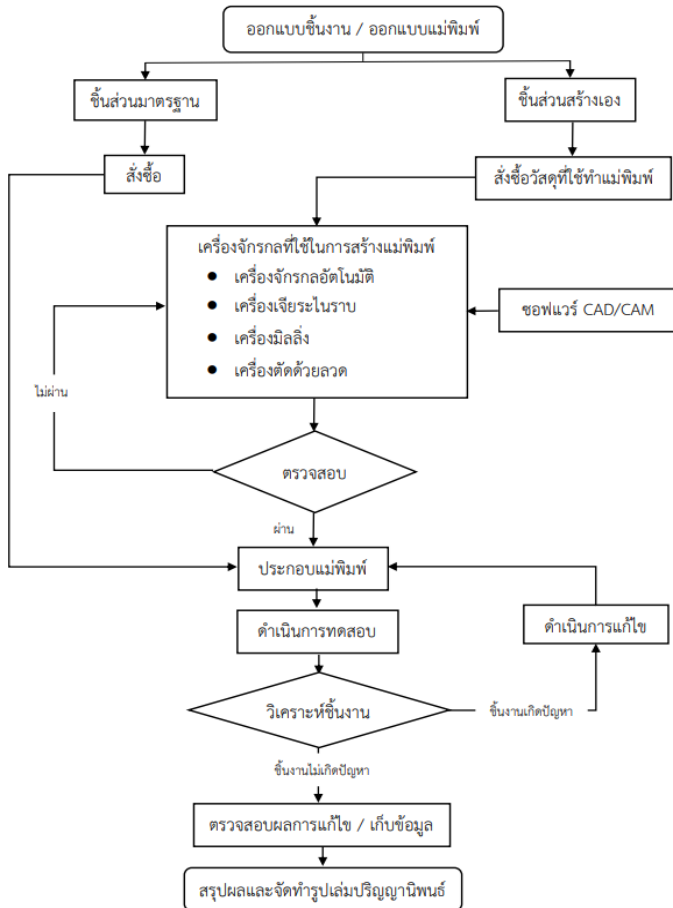 ออกแบบชิ้นงาน / ออกแบบแม่พิมพ์
ชิ้นส่วนมาตรฐาน
ชิ้นส่วนสร้างเอง
สั่งซื้อ
สั่งซื้อวัสดุที่ใช้ทำแม่พิมพ์
เครื่องจักรกลที่ใช้ในการสร้างแม่พิมพ์
● เครื่องจักรกลอัตโนมัติ
● เครื่องเจียระไนราบ
● เครื่องมิลลิ่ง
● เครื่องตัดด้วยลวด
ซอฟแวร์ CAD/CAM
ไม่ผ่าน
ตรวจสอบ
ผ่าน
ประกอบแม่พิมพ์
ดำเนินการทดสอบ
ดำเนินการแก้ไข
วิเคราะห์ชิ้นงาน
ชิ้นงานเกิดปัญหา
ชิ้นงานไม่เกิดปัญหา
ตรวจสอบผลการแก้ไข / เก็บข้อมูล
สรุปผลและจัดทำรูปเล่มปริญญานิพนธ์